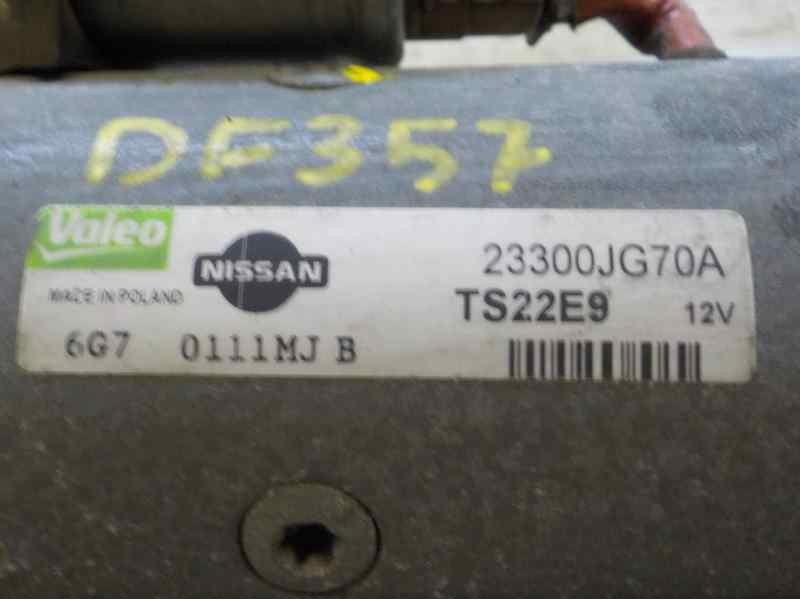 DF357
Valeo
NISSAN
23300JG70A
MADE IN POLAND
TS22E9 12V
6G7 0111MJ B